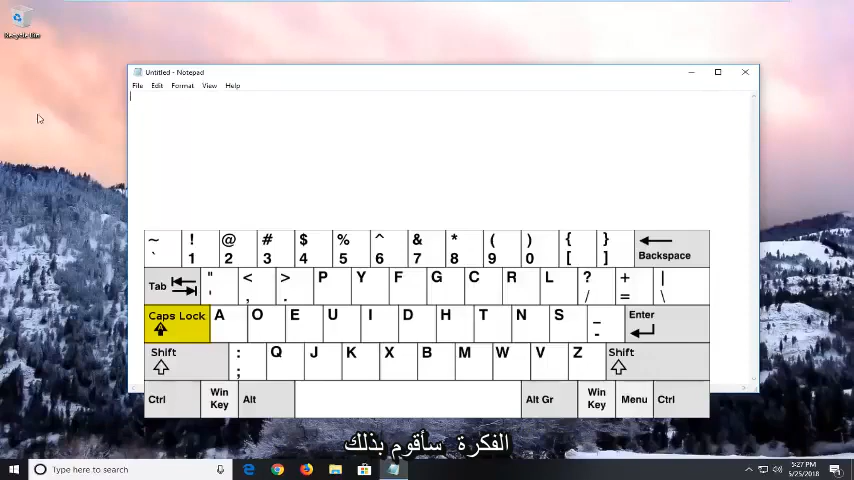 Recycle Bin
Untitled - Notepad
File Edit Format View Help
~ ! @ # $ % ^ & * ( ) { }
` 1 2 3 4 5 6 7 8 9 0 [ ] Backspace
Tab " < > P Y F G C R L ? + |
' , . / = \
Caps Lock A O E U I D H T N S _ - Enter
Shift : ; Q J K X B M W V Z Shift
Ctrl Win Key Alt Alt Gr Win Key Menu Ctrl
الفكرة سأقوم بذلك
Type here to search
5:27 PM
5/25/2018
1